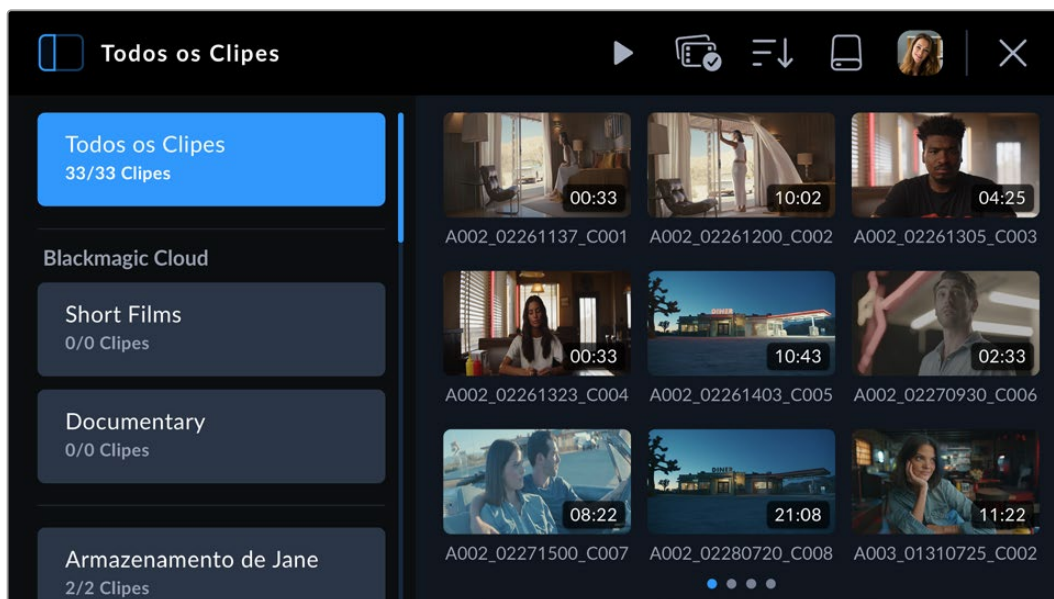 Todos os Clipes
Todos os Clipes
33/33 Clipes
Blackmagic Cloud
Short Films
0/0 Clipes
Documentary
0/0 Clipes
Armazenamento de Jane
2/2 Clipes
00:33 10:02 04:25
A002_02261137_C001 A002_02261200_C002 A002_02261305_C003
DINER
00:33 10:43 02:33
A002_02261323_C004 A002_02261403_C005 A002_02270930_C006
DINER
08:22 21:08 11:22
A002_02271500_C007 A002_02280720_C008 A003_01310725_C002